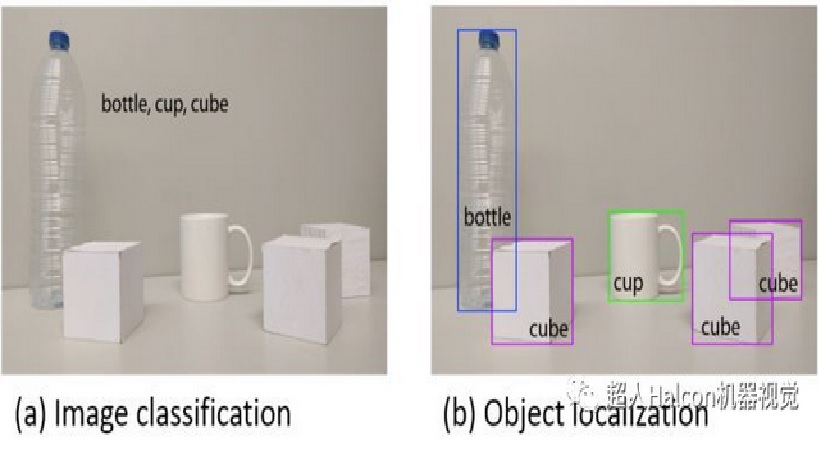 bottle, cup, cube
(a) Image classification
bottle
cup
cube
cube
cube
(b) Object localization
超人Halcon机器视觉